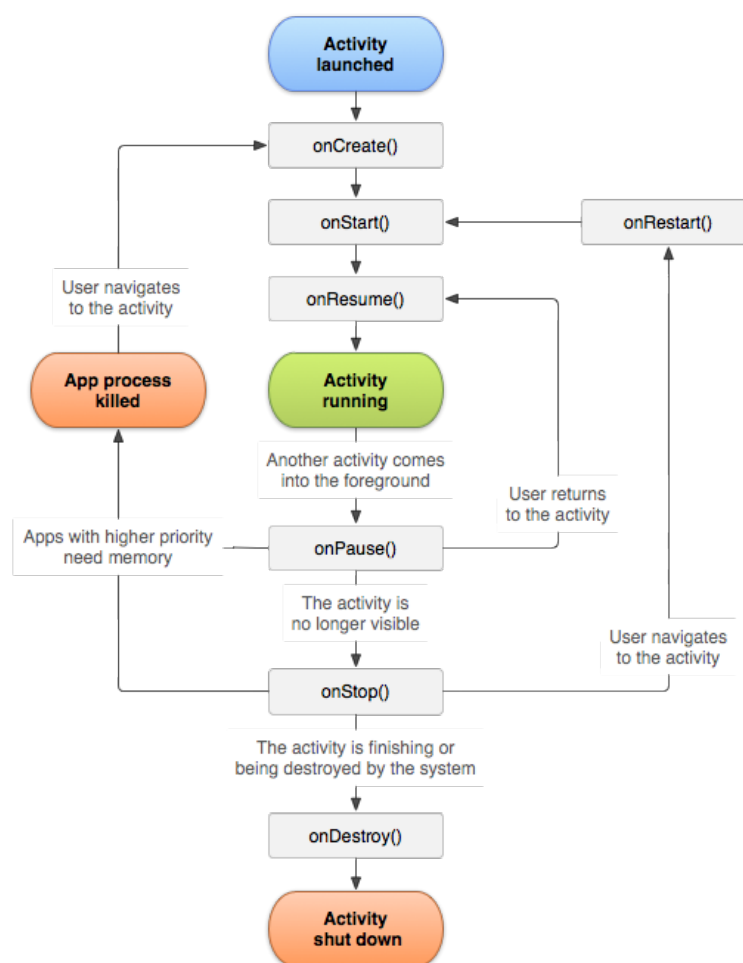 Activity
launched
onCreate()
onStart()
onRestart()
User navigates
to the activity
onResume()
App process
killed
Activity
running
Another activity comes
into the foreground
User returns
to the activity
Apps with higher priority
need memory
onPause()
The activity is
no longer visible
User navigates
to the activity
onStop()
The activity is finishing or
being destroyed by the system
onDestroy()
Activity
shut down